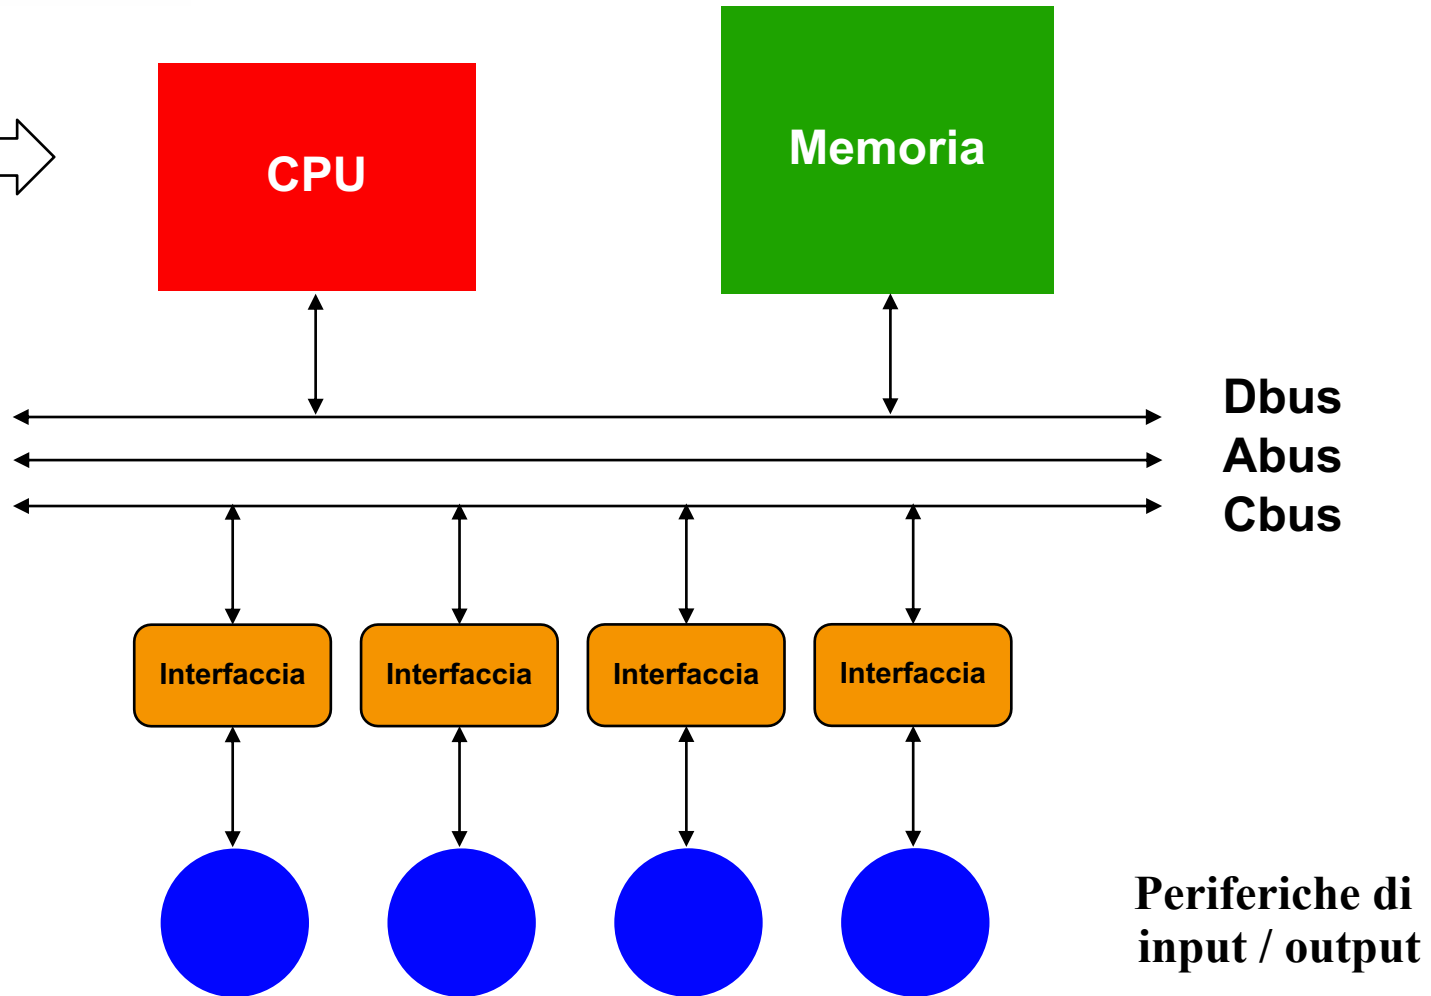 CPU
Memoria
Dbus
Abus
Cbus
Interfaccia
Interfaccia
Interfaccia
Interfaccia
Periferiche di
input / output